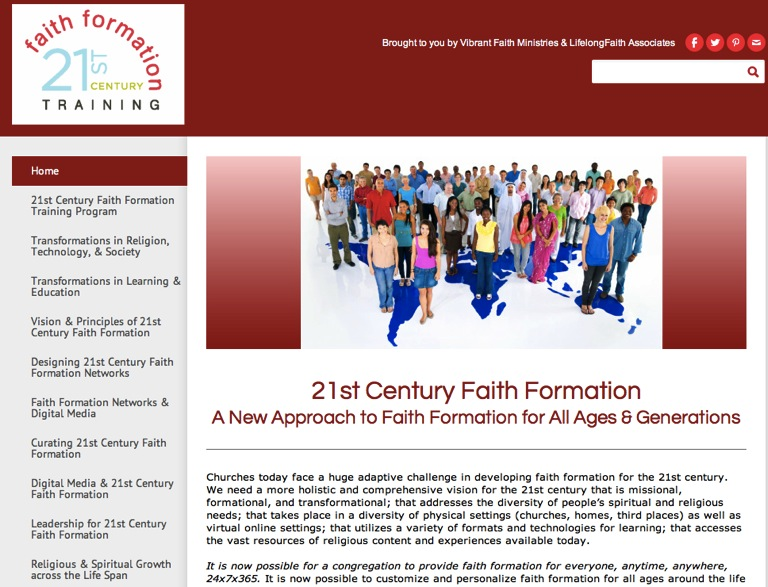 faith formation
21ST
CENTURY
TRAINING
Brought to you by Vibrant Faith Ministries & LifelongFaith Associates
Home
21st Century Faith Formation
Training Program
Transformations in Religion,
Technology, & Society
Transformations in Learning &
Education
Vision & Principles of 21st
Century Faith Formation
Designing 21st Century Faith
Formation Networks
Faith Formation Networks &
Digital Media
Curating 21st Century Faith
Formation
Digital Media & 21st Century
Faith Formation
Leadership for 21st Century
Faith Formation
Religious & Spiritual Growth
across the Life Span
21st Century Faith Formation
A New Approach to Faith Formation for All Ages & Generations
Churches today face a huge adaptive challenge in developing faith formation for the 21st century.
We need a more holistic and comprehensive vision for the 21st century that is missional,
formational, and transformational; that addresses the diversity of people's spiritual and religious
needs; that takes place in a diversity of physical settings (churches, homes, third places) as well as
virtual online settings; that utilizes a variety of formats and technologies for learning; that accesses
the vast resources of religious content and experiences available today.
It is now possible for a congregation to provide faith formation for everyone, anytime, anywhere,
24x7x365. It is now possible to customize and personalize faith formation for all ages around the life